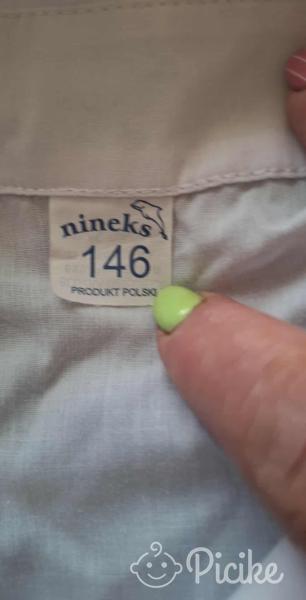 nineks
146
PRODUKT POLSKI
Picike